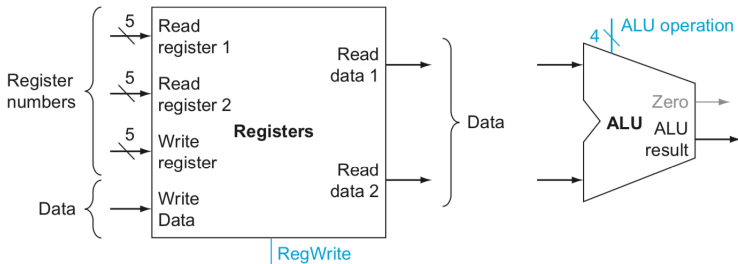 Register
numbers
Data
5
5
5
Read
register 1
Read
register 2
Write
register
Write
Data
Registers
Read
data 1
Read
data 2
RegWrite
Data
4
ALU operation
Zero
ALU
ALU
result